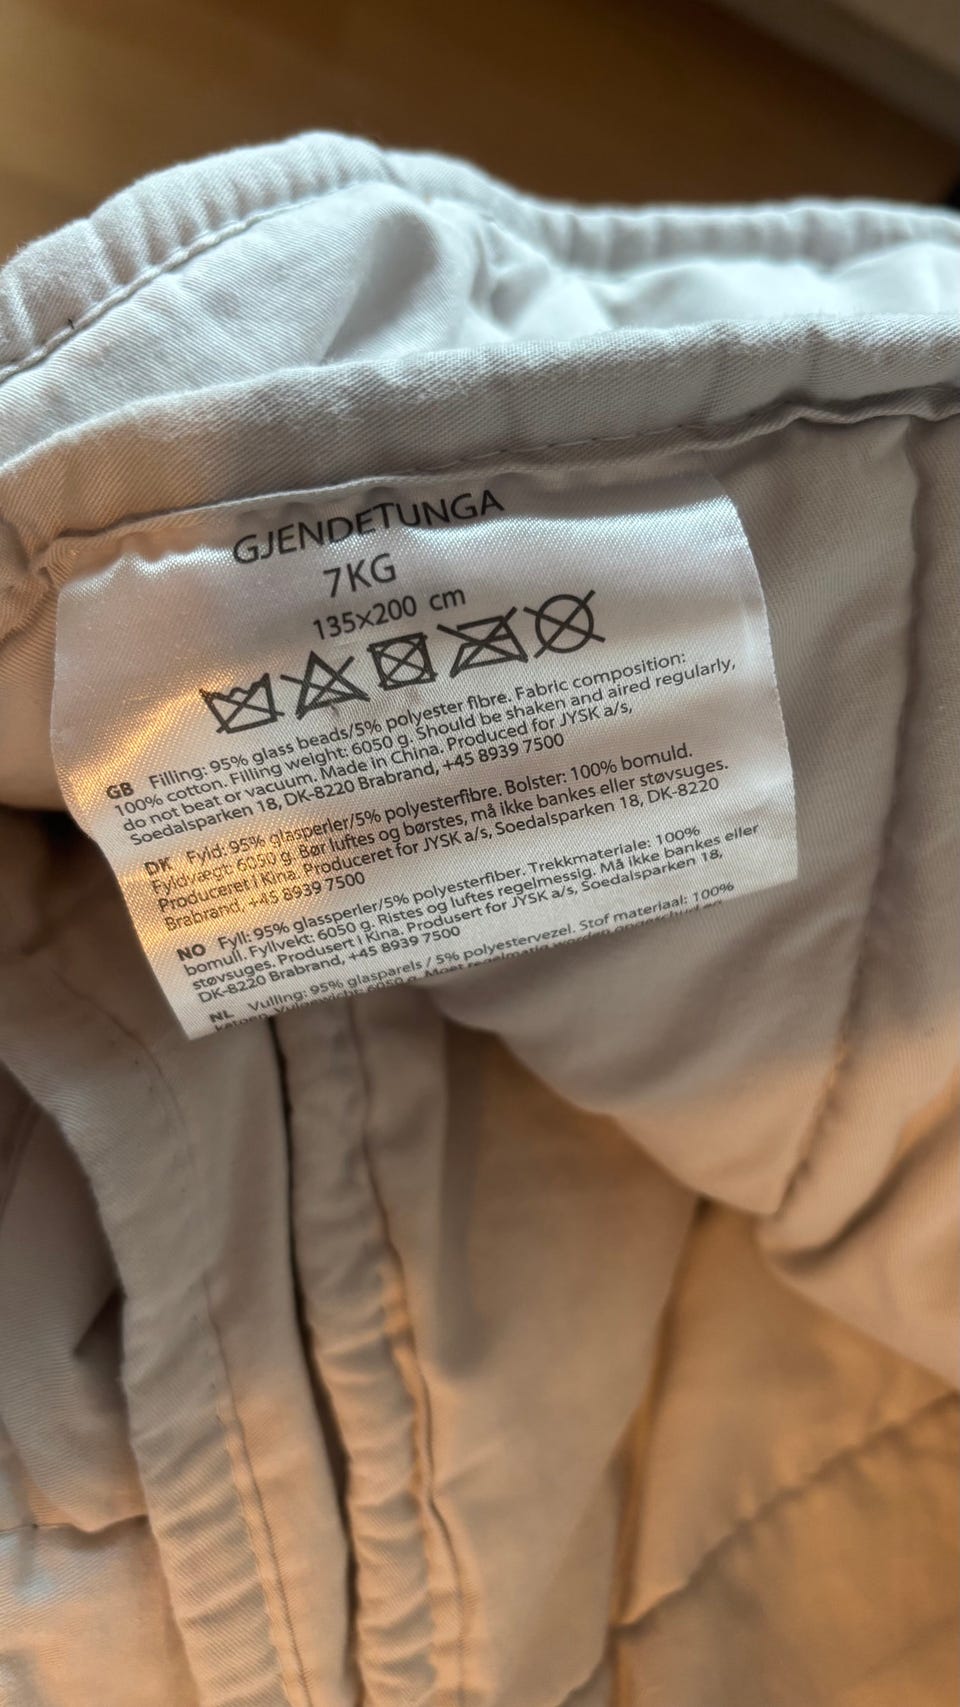 GJENDETUNGA
7KG
135×200 cm
GB Filling: 95% glass beads/5% polyester fibre. Fabric composition:
100% cotton. Filling weight: 6050 g. Should be shaken and aired regularly,
do not beat or vacuum. Made in China. Produced for JYSK a/s,
Soedalsparken 18, DK-8220 Brabrand, +45 8939 7500
DK Fyld: 95% glasperler/5% polyesterfibre. Bolster: 100% bomuld.
Fyldvægt: 6050 g. Bør luftes og børstes, må ikke bankes eller støvsuges.
Produceret i Kina. Produceret for JYSK a/s, Soedalsparken 18, DK-8220
Brabrand, +45 8939 7500
NO Fyll: 95% glassperler/5% polyesterfiber. Trekkmateriale: 100%
bomull. Fyllvekt: 6050 g. Ristes og luftes regelmessig. Må ikke bankes eller
støvsuges. Produsert i Kina. Produsert for JYSK a/s, Soedalsparken 18,
DK-8220 Brabrand, +45 8939 7500
NL Vulling: 95% glasparels / 5% polyestervezel. Stof materiaal: 100%
katoen. 6050 g. Moet